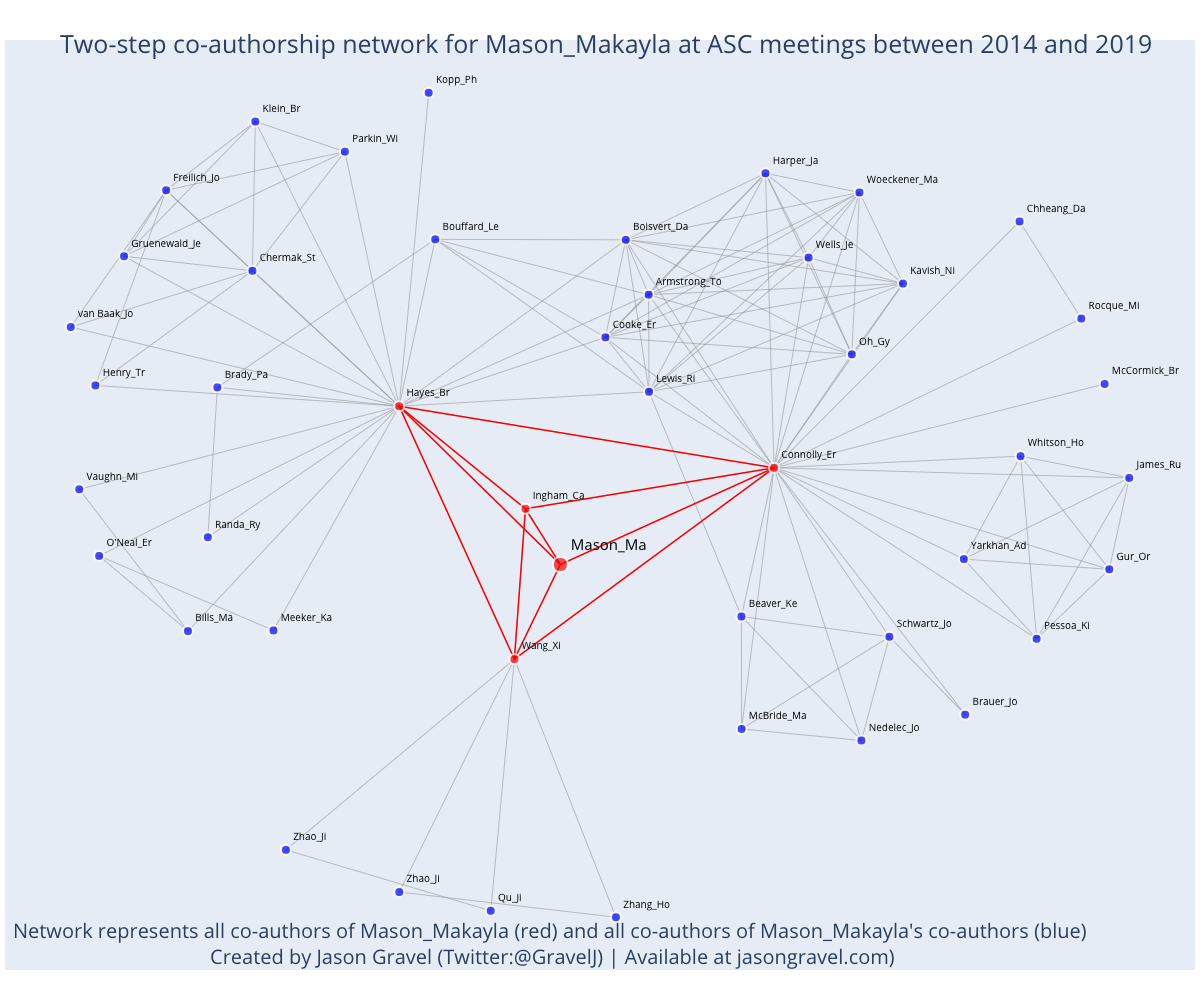 Two-step co-authorship network for Mason_Makayla at ASC meetings between 2014 and 2019
Kopp_Ph
Klein_Br
Parkin_Wi
Harper_Ja
Freilich_Jo
Woeckener_Ma
Chheang_Da
Bouffard_Le
Boisvert_Da
Gruenewald_Je
Wells_Je
Chermak_St
Armstrong_To
Kavish_Ni
van Baak_Jo
Rocque_Mi
Cooke_Er
Oh_Gy
Henry_Tr
Brady_Pa
Lewis_Ri
McCormick_Br
Hayes_Br
Whitson_Ho
Connolly_Er
James_Ru
Vaughn_Mi
Ingham_Ca
Randa_Ry
O'Neal_Er
Mason_Ma
Yarkhan_Ad
Gur_Or
Beaver_Ke
Bills_Ma
Meeker_Ka
Schwartz_Jo
Pessoa_Ki
Wang_Xi
Brauer_Jo
McBride_Ma
Nedelec_Jo
Zhao_Ji
Zhao_Ji
Qu_Ji
Zhang_Ho
Network represents all co-authors of Mason_Makayla (red) and all co-authors of Mason_Makayla's co-authors (blue)
Created by Jason Gravel (Twitter:@GravelJ) | Available at jasongravel.com)